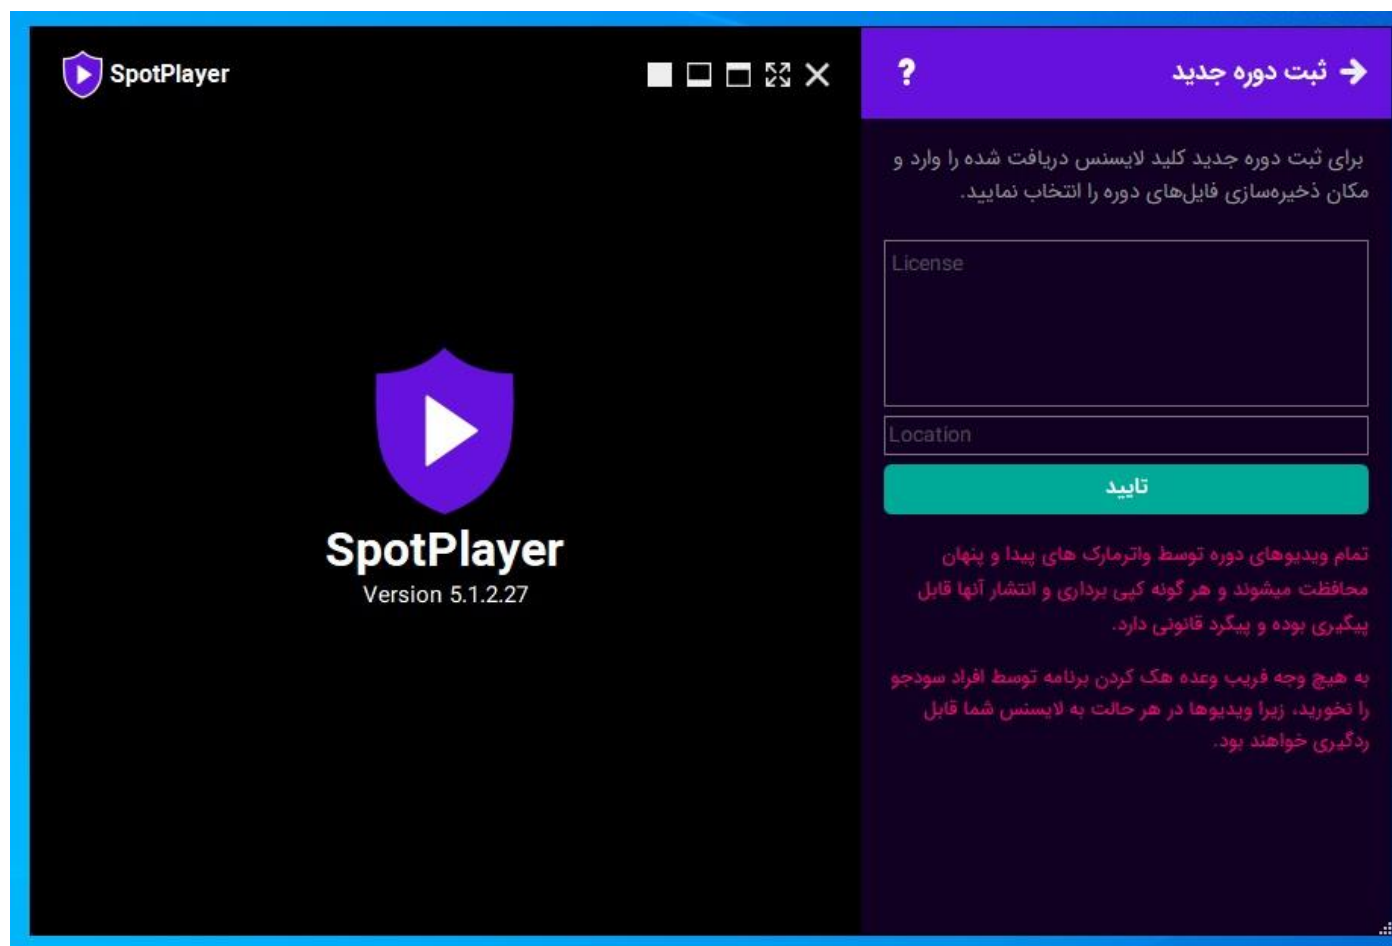 SpotPlayer
ثبت دوره جدید
?
برای ثبت دوره جدید کلید لایسنس دریافت شده را وارد و
مکان ذخیره‌سازی فایل‌های دوره را انتخاب نمایید.
License
Location
تایید
تمام ویدیوهای دوره توسط واترمارک های پیدا و پنهان
محافظت میشوند و هر گونه کپی برداری و انتشار آنها قابل
پیگیری بوده و پیگرد قانونی دارد.
به هیچ وجه فریب وعده هک کردن برنامه توسط افراد سودجو
را نخورید، زیرا ویدیوها در هر حالت به لایسنس شما قابل
ردگیری خواهند بود.
SpotPlayer
Version 5.1.2.27